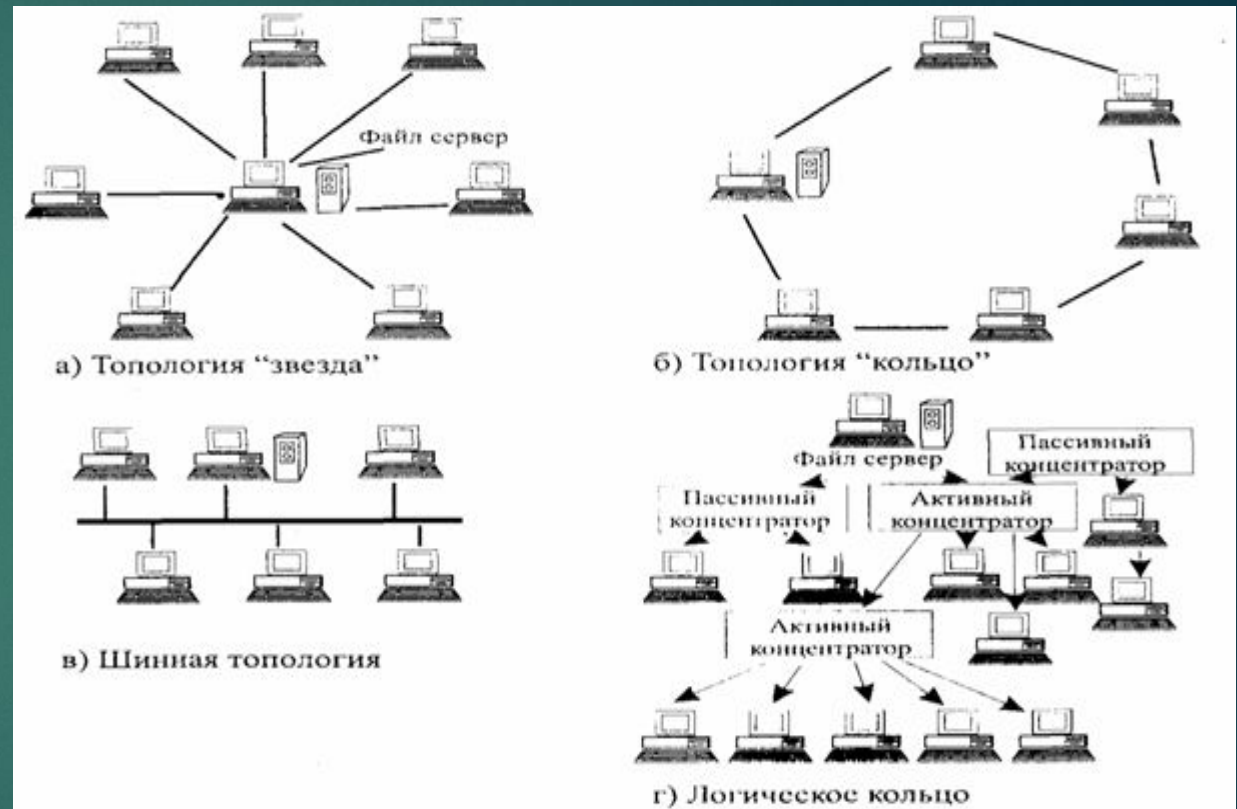 Файл сервер
а) Топология “звезда”
б) Топология “кольцо”
в) Шинная топология
Файл сервер
Пассивный
концентратор
Пассивный
концентратор
Активный
концентратор
Активный
концентратор
г) Логическое кольцо